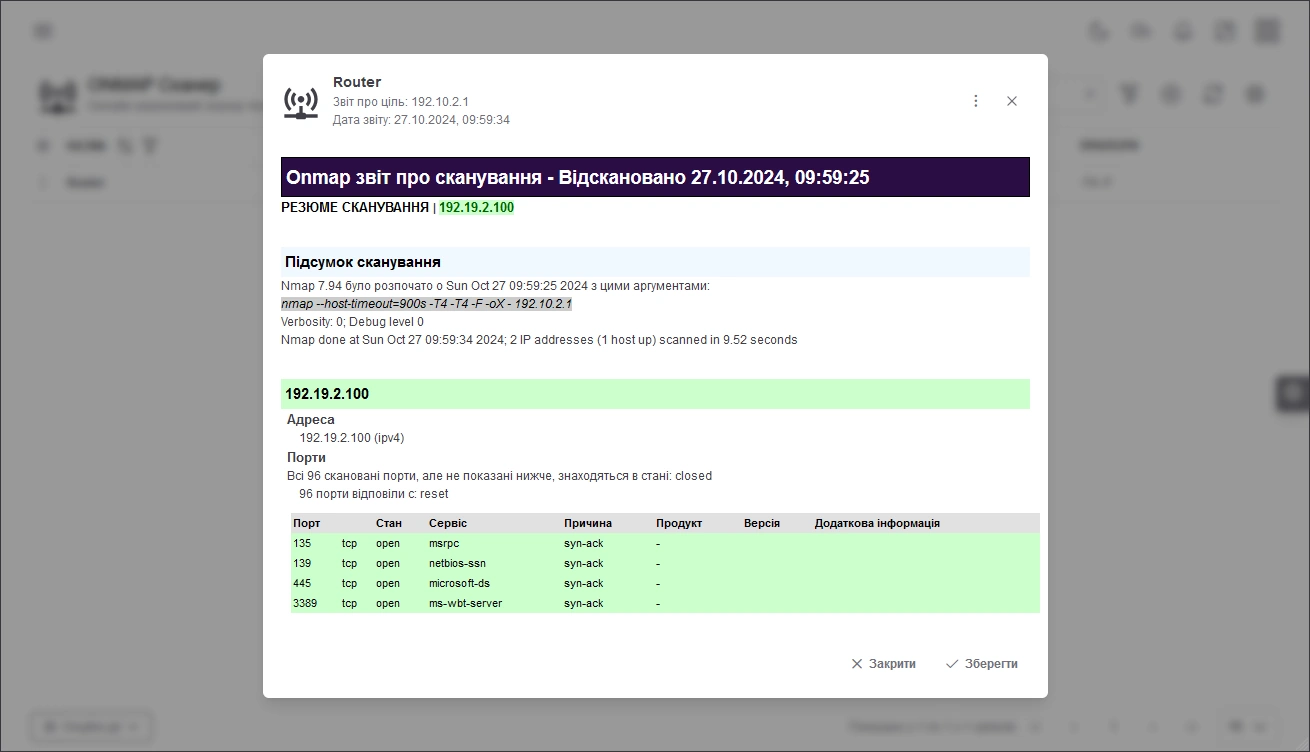 ONMAP Сканер
Router
Звіт про ціль: 192.10.2.1
Дата звіту: 27.10.2024, 09:59:34
Onmap звіт про сканування - Відскановано 27.10.2024, 09:59:25
РЕЗЮМЕ СКАНУВАННЯ | 192.19.2.100
Підсумок сканування
Nmap 7.94 було розпочато о Sun Oct 27 09:59:25 2024 з цими аргументами:
nmap --host-timeout=900s -T4 -T4 -F -oX - 192.10.2.1
Verbosity: 0; Debug level 0
Nmap done at Sun Oct 27 09:59:34 2024; 2 IP addresses (1 host up) scanned in 9.52 seconds
192.19.2.100
Адреса
192.19.2.100 (ipv4)
Порти
Всі 96 скановані порти, але не показані нижче, знаходяться в стані: closed
96 порти відповіли с: reset
Порт Стан Сервіс Причина Продукт Версія Додаткова інформація
135 tcp open msrpc syn-ack -
139 tcp open netbios-ssn syn-ack -
445 tcp open microsoft-ds syn-ack -
3389 tcp open ms-wbt-server syn-ack -
Закрити Зберегти